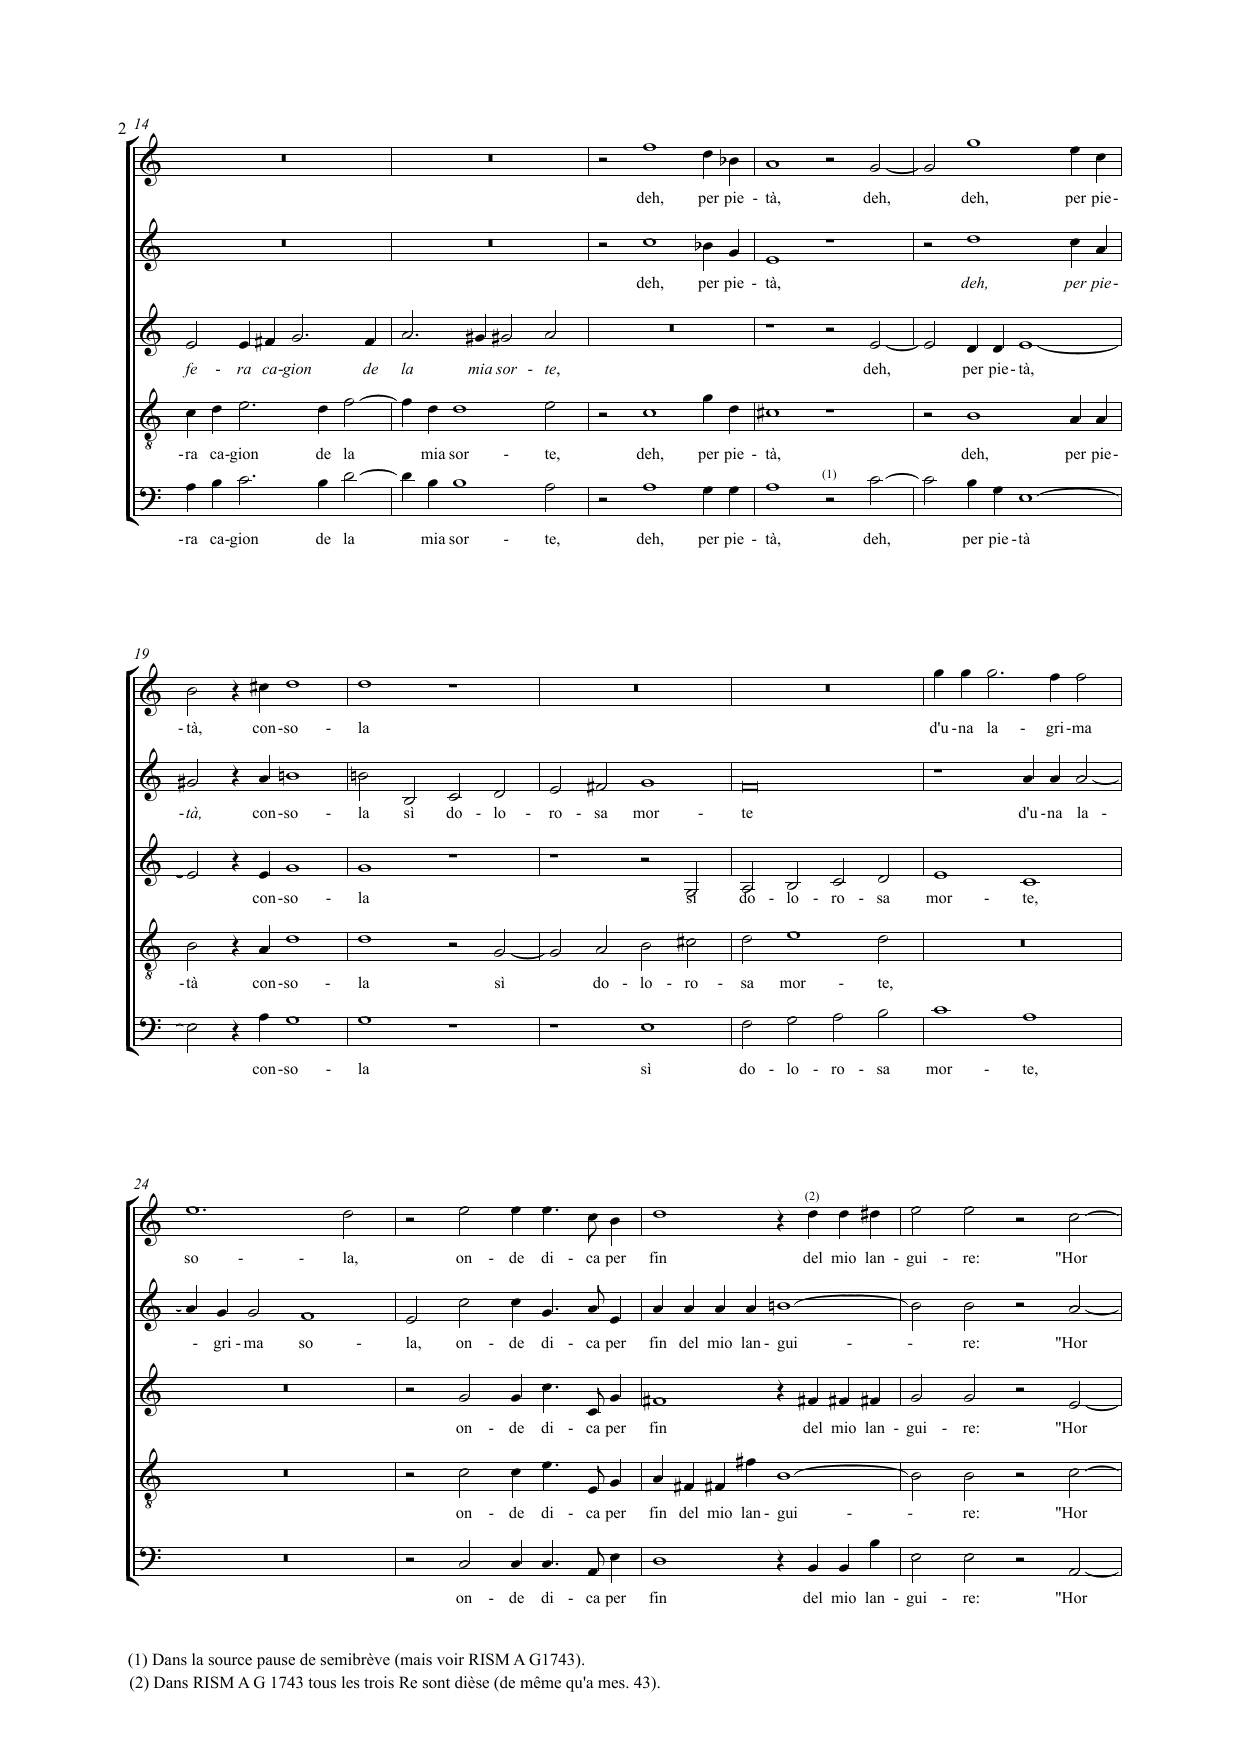 2 14
deh, per pie - tà, deh, deh, per pie-
deh, per pie - tà, deh, per pie-
fe - ra ca-gion de la mia sor - te, deh, per pie-tà,
-ra ca-gion de la mia sor - te, deh, per pie - tà, deh, per pie-
(1)
-ra ca-gion de la mia sor - te, deh, per pie - tà, deh, per pie-tà
19
-tà, con-so - la d'u-na la - gri-ma
-tà, con-so - la sì do - lo - ro - sa mor - te d'u-na la -
con-so - la sì do - lo - ro - sa mor - te,
-tà con-so - la sì do - lo - ro - sa mor - te,
con-so - la sì do - lo - ro - sa mor - te,
24
(2)
so - - la, on - de di - ca per fin del mio lan - gui - re: "Hor
- gri-ma so - la, on - de di - ca per fin del mio lan - gui - - re: "Hor
on - de di - ca per fin del mio lan - gui - re: "Hor
on - de di - ca per fin del mio lan - gui - - re: "Hor
on - de di - ca per fin del mio lan - gui - re: "Hor
(1) Dans la source pause de semibrève (mais voir RISM A G1743).
(2) Dans RISM A G 1743 tous les trois Re sont dièse (de même qu'a mes. 43).